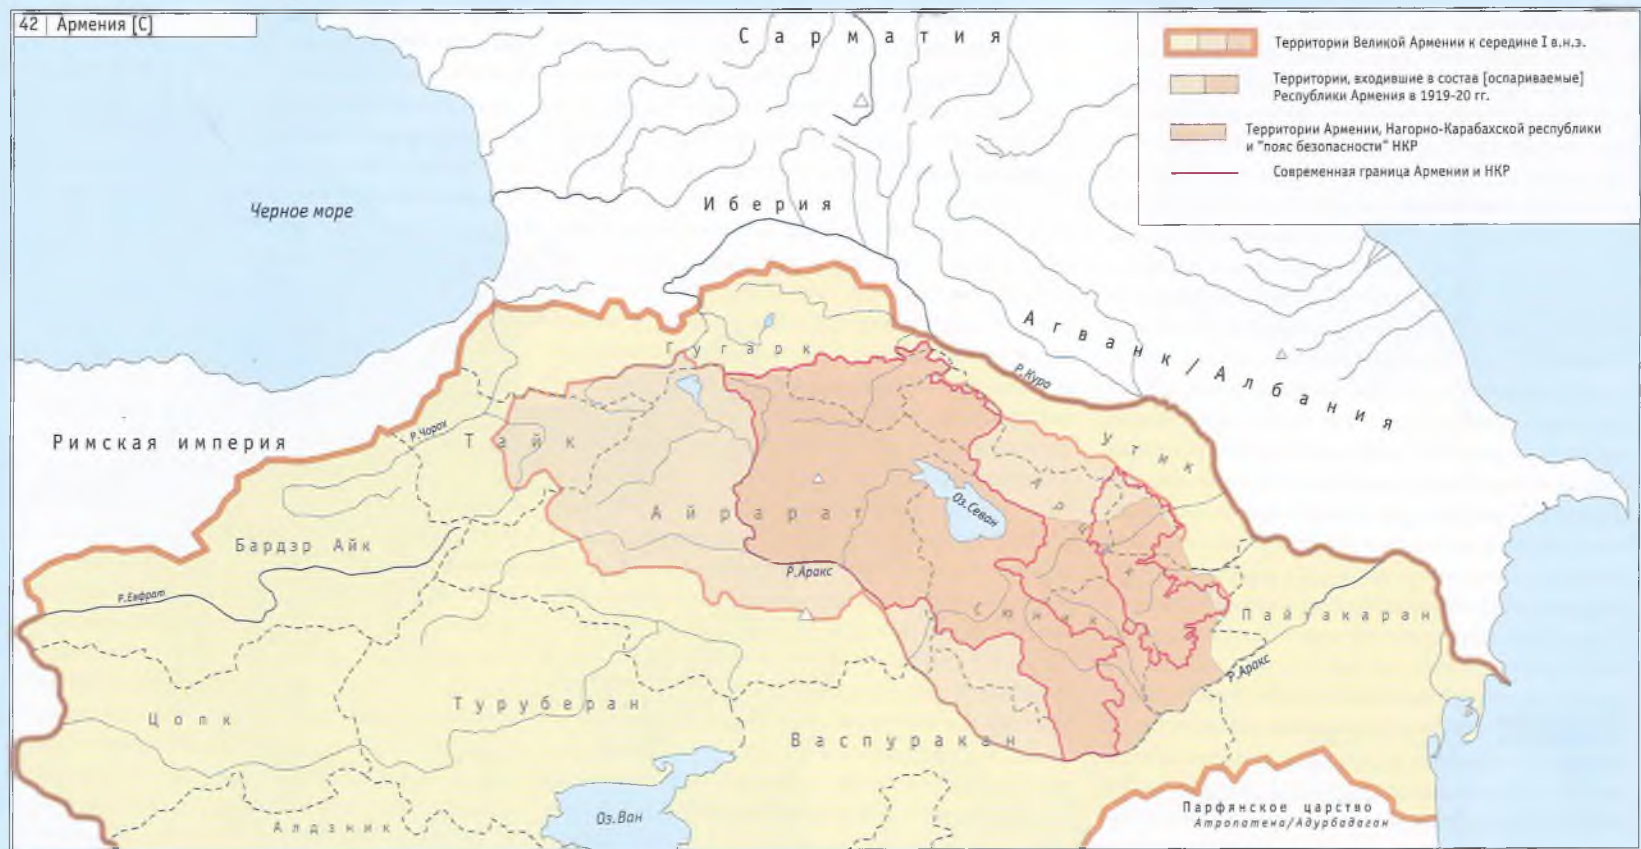 42 | Армения [С]
Сарматия
Территории Великой Армении к середине I в.н.э.
Территории, входившие в состав [оспариваемые]
Республики Армения в 1919-20 гг.
Территории Армении, Нагорно-Карабахской республики
и "пояс безопасности" НКР
Современная граница Армении и НКР
Черное море
Иберия
Агванк/Албания
Гугарк
Р.Кура
Римская империя
Р.Чорох
Тайк
Утик
Арцах
Оз.Севан
Айрарат
Бардзр Айк
Р.Аракс
Р.Евфрат
Сюник
Пайтакаран
Р.Аракс
Цопк
Туруберан
Васпуракан
Оз.Ван
Алдзник
Парфянское царство
Атропатена/Адурбадаган